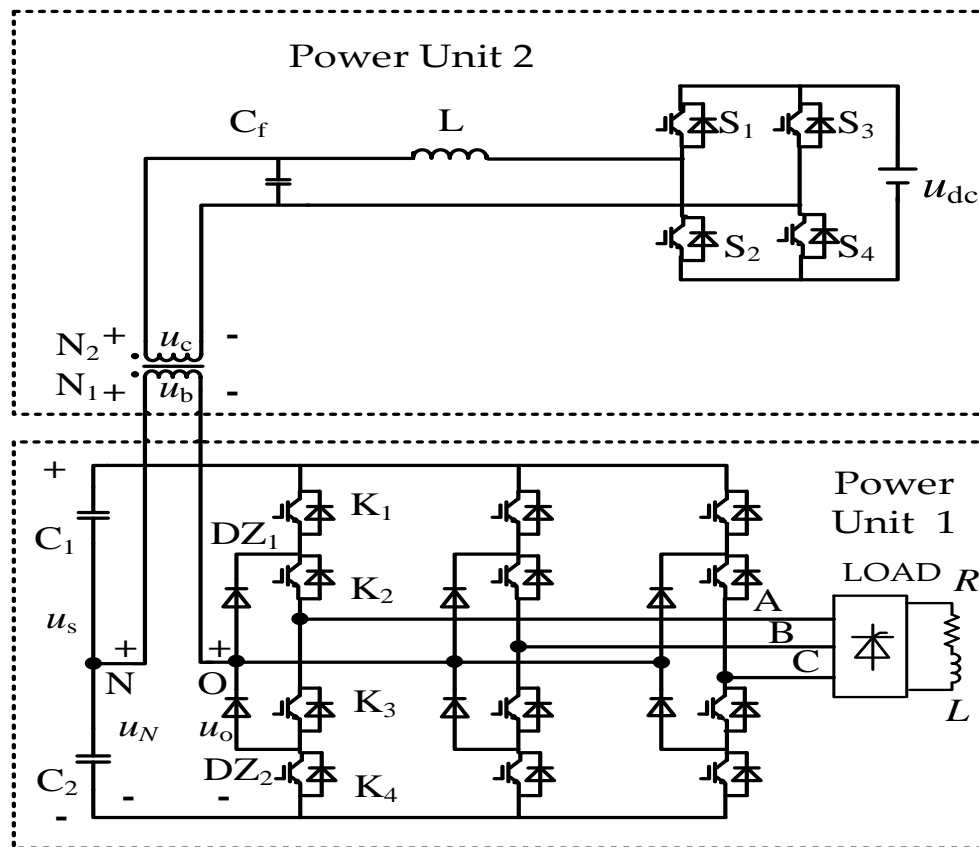 Power Unit 2
C_f
L
S_1
S_3
u_dc
S_2
S_4
N_2 + u_c -
N_1 + u_b -
+
Power
Unit 1
K_1
C_1
DZ_1
LOAD
R
K_2
A
u_s
B
+
+
C
N
O
L
K_3
u_N
u_o
DZ_2
C_2
K_4
-
-
-